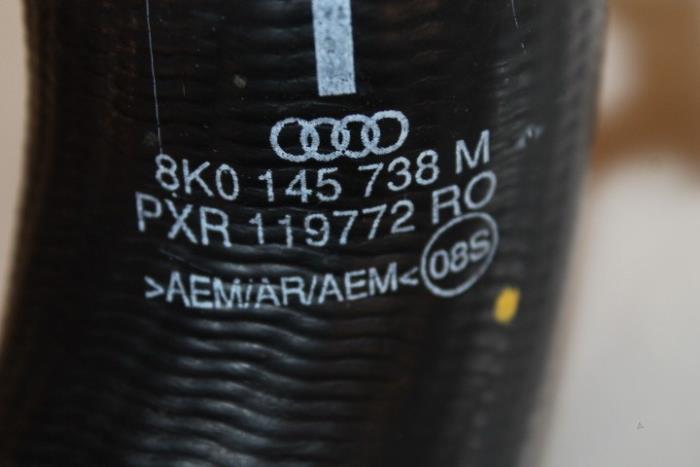 8K0 145 738 M
PXR 119772 RO
>AEM/AR/AEM< 08S